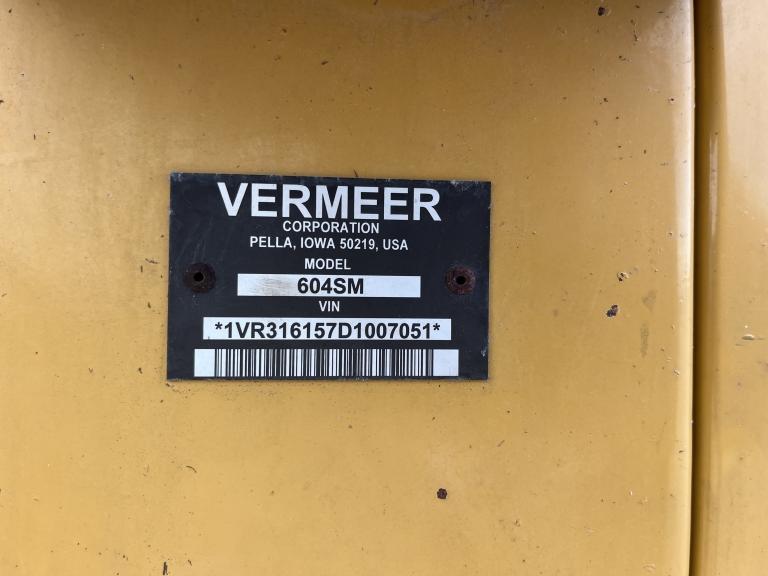 VERMEER
CORPORATION
PELLA, IOWA 50219, USA
MODEL
604SM
VIN
*1VR316157D1007051*